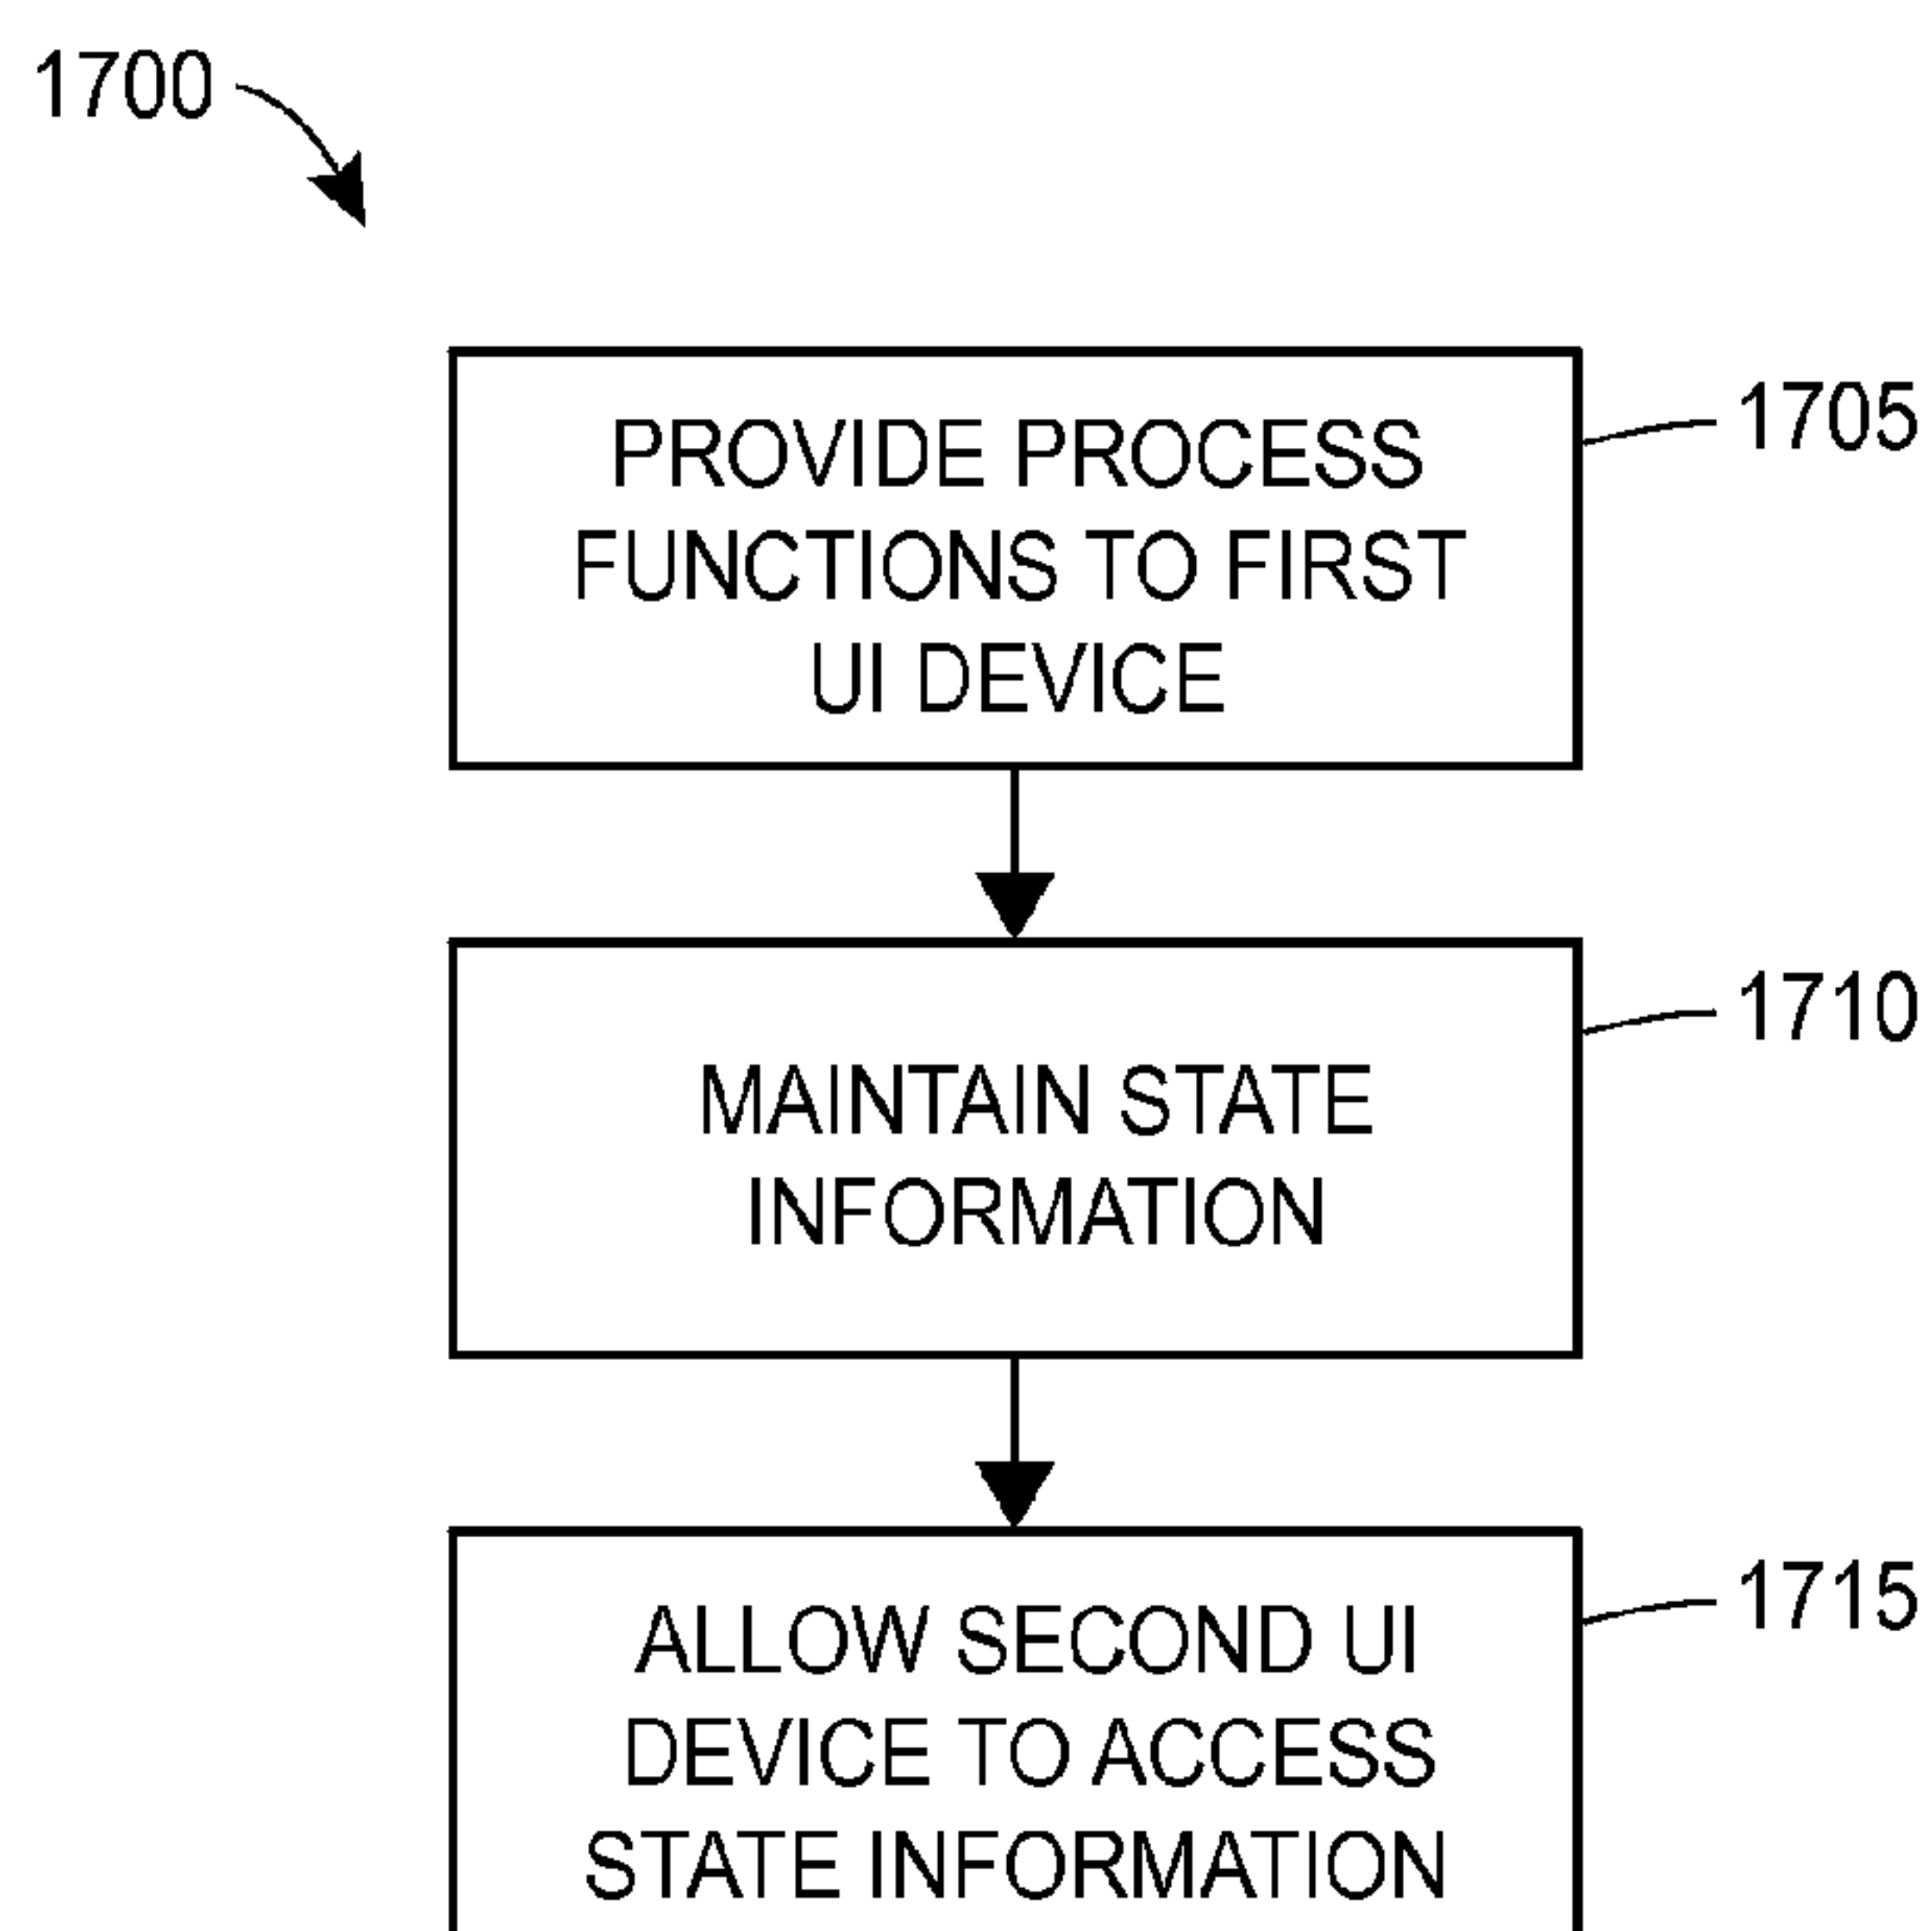 1700
PROVIDE PROCESS
FUNCTIONS TO FIRST
UI DEVICE
1705
MAINTAIN STATE
INFORMATION
1710
ALLOW SECOND UI
DEVICE TO ACCESS
STATE INFORMATION
1715